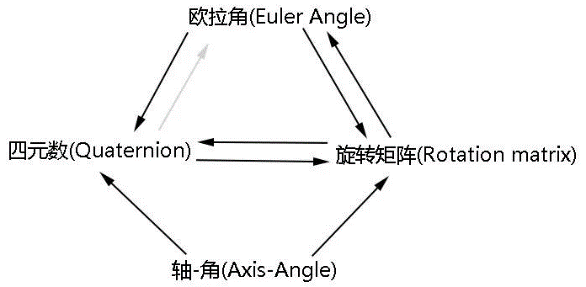 欧拉角(Euler Angle)
四元数(Quaternion)
旋转矩阵(Rotation matrix)
轴-角(Axis-Angle)